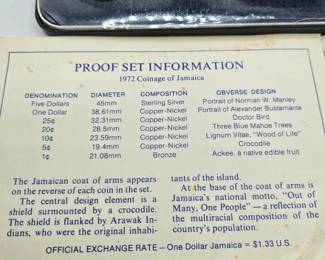 PROOF SET INFORMATION
1972 Coinage of Jamaica
DENOMINATION DIAMETER COMPOSITION OBVERSE DESIGN
Five Dollars 45mm Sterling Silver Portrait of Norman W. Manley
One Dollar 38.61mm Copper-Nickel Portrait of Alexander Bustamante
25¢ 32.31mm Copper-Nickel Doctor Bird
20¢ 28.5mm Copper-Nickel Three Blue Mahoe Trees
10¢ 23.59mm Copper-Nickel Lignum Vitae, "Wood of Life"
5¢ 19.4mm Copper-Nickel Crocodile
1¢ 21.08mm Bronze Ackee, a native edible fruit
The Jamaican coat of arms appears
on the reverse of each coin in the set.
The central design element is a
shield surmounted by a crocodile.
The shield is flanked by Arawak In-
dians, who were the original inhabi-
tants of the island.
At the base of the coat of arms is
Jamaica's national motto, "Out of
Many, One People" — a reflection of
the multiracial composition of the
country's population.
OFFICIAL EXCHANGE RATE — One Dollar Jamaica = $1.33 U.S.